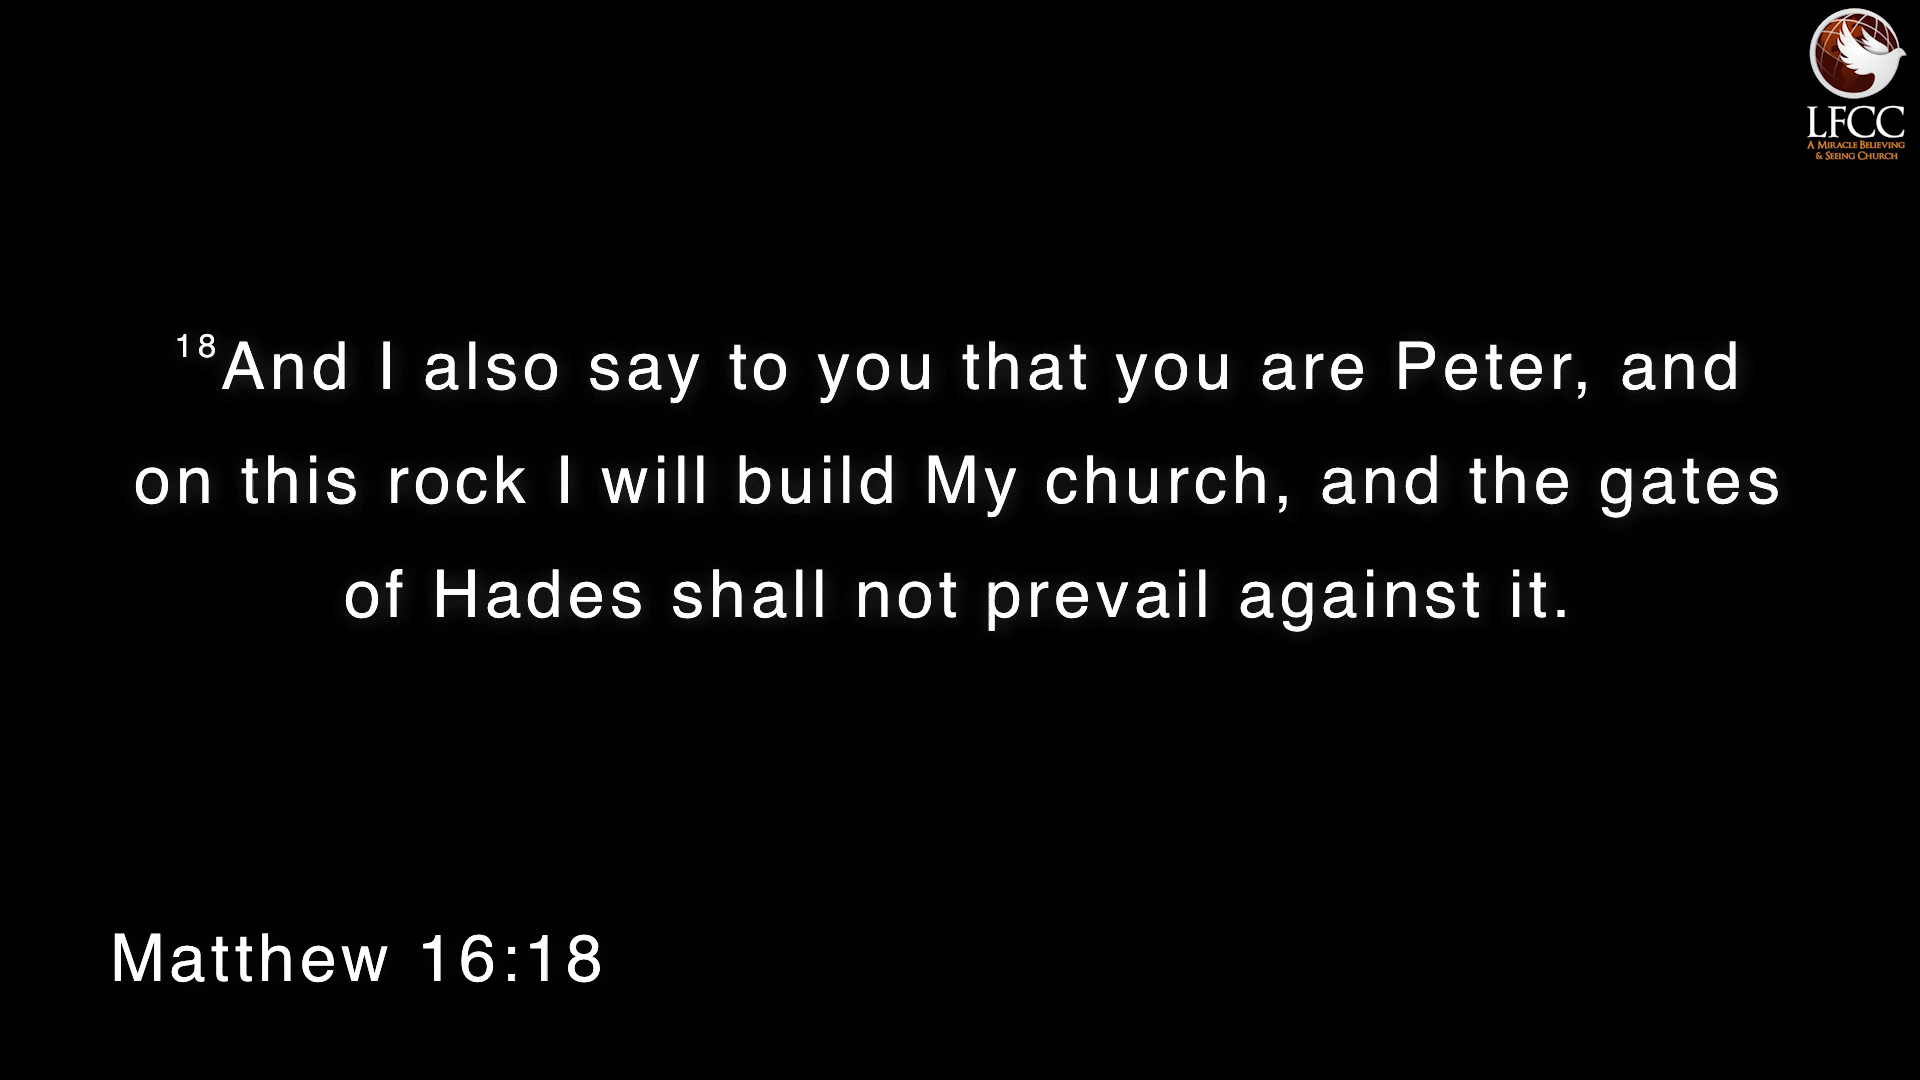 LFCC
A Miracle Believing
& Seeing Church
18And I also say to you that you are Peter, and
on this rock I will build My church, and the gates
of Hades shall not prevail against it.
Matthew 16:18